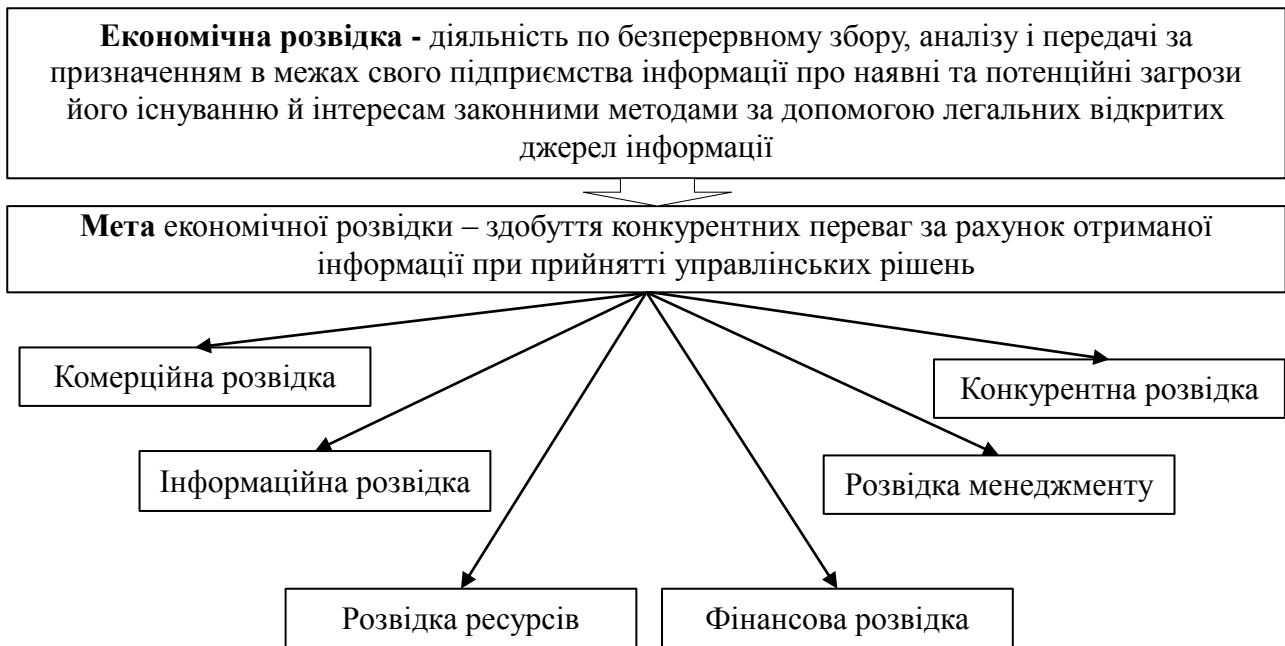 Економічна розвідка - діяльність по безперервному збору, аналізу і передачі за
призначенням в межах свого підприємства інформації про наявні та потенційні загрози
його існуванню й інтересам законними методами за допомогою легальних відкритих
джерел інформації
Мета економічної розвідки – здобуття конкурентних переваг за рахунок отриманої
інформації при прийнятті управлінських рішень
Комерційна розвідка
Конкурентна розвідка
Інформаційна розвідка
Розвідка менеджменту
Розвідка ресурсів
Фінансова розвідка